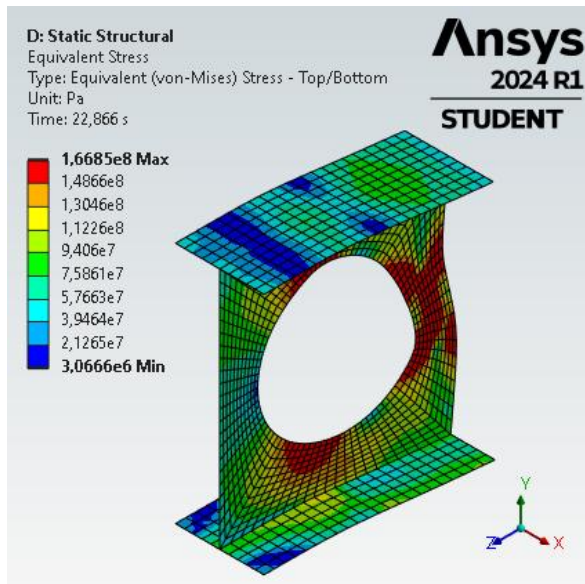 D: Static Structural
Equivalent Stress
Type: Equivalent (von-Mises) Stress - Top/Bottom
Unit: Pa
Time: 22,866 s
1,6685e8 Max
1,4866e8
1,3046e8
1,1226e8
9,406e7
7,5861e7
5,7663e7
3,9464e7
2,1265e7
3,0666e6 Min
Ansys
2024 R1
STUDENT
Y
Z
X